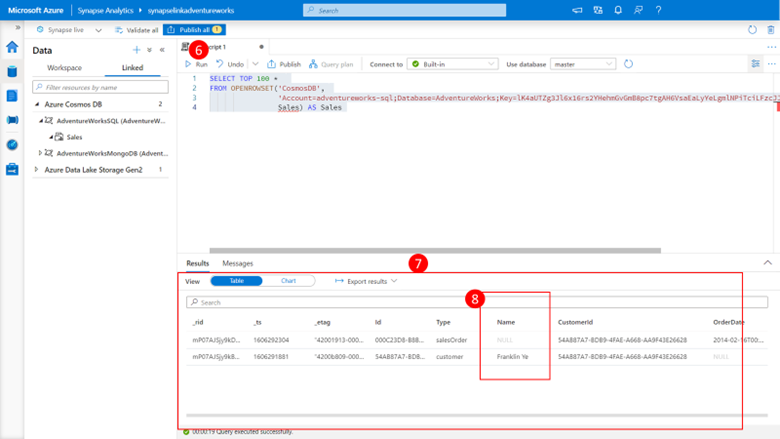 Microsoft Azure Synapse Analytics synapselinkadventureworks Search
Synapse live Validate all Publish all 1
Data
Workspace Linked
Filter resources by name
Azure Cosmos DB 2
AdventureWorksSQL (AdventureW...
Sales
AdventureWorksMongoDB (Advent...
Azure Data Lake Storage Gen2 1
6 cript 1
Run Undo Publish Query plan Connect to Built-in Use database master
1 SELECT TOP 100 *
2 FROM OPENROWSET('CosmosDB',
3 'Account=adventureworks-sql;Database=AdventureWorks;Key=
4 Sales) AS Sales
Results Messages
7
View Table Chart Export results
8
Search
_rid _ts _etag Id Type Name CustomerId OrderDate
mP07AJSjy9kD... 1606292304 "42001913-000... 000C23D8-B8B... salesOrder NULL 54AB87A7-BDB9-4FAE-A668-AA9F43E26628 2014-02-16T00:
mP07AJSjy9kB... 1606291881 "4200b809-000... 54AB87A7-BD8... customer Franklin Ye 54AB87A7-BDB9-4FAE-A668-AA9F43E26628 NULL
00:00:19 Query executed successfully.